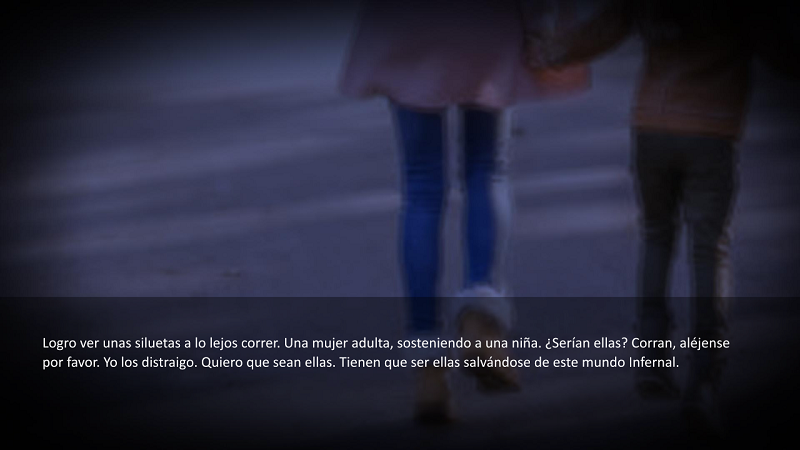 Logro ver unas siluetas a lo lejos correr. Una mujer adulta, sosteniendo a una niña. ¿Serían ellas? Corran, aléjense
por favor. Yo los distraigo. Quiero que sean ellas. Tienen que ser ellas salvándose de este mundo Infernal.